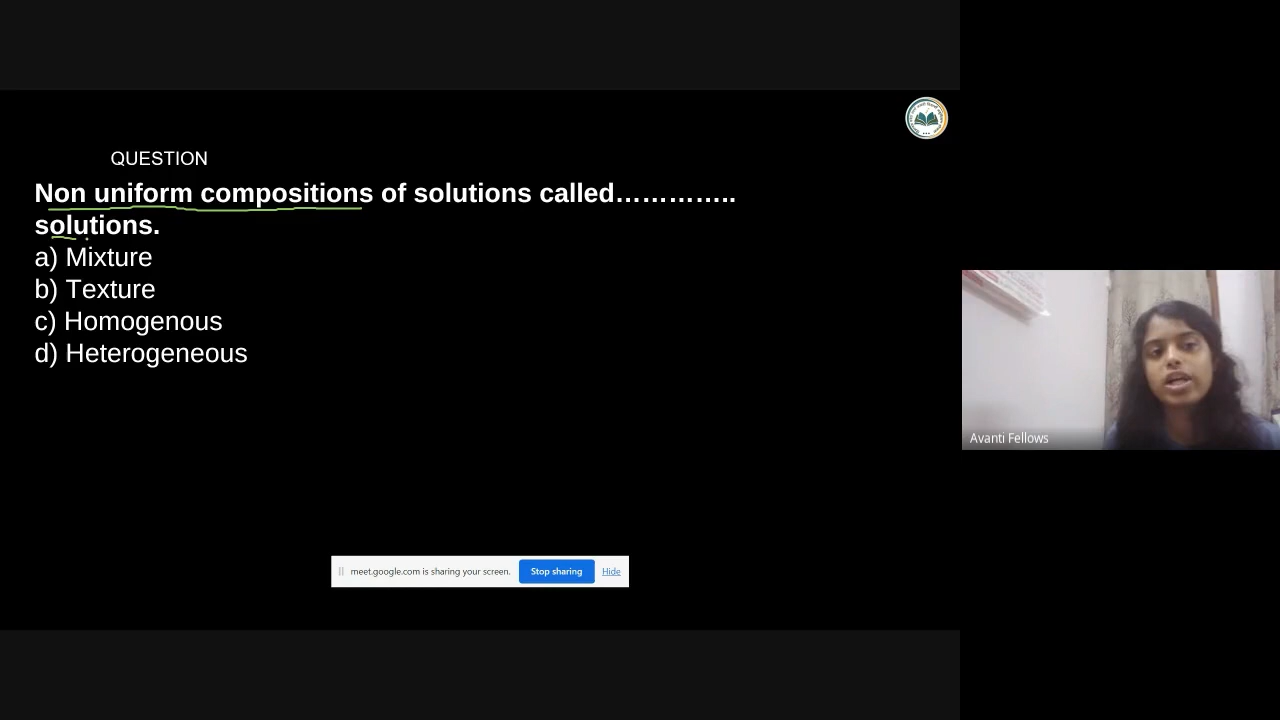 QUESTION
Non uniform compositions of solutions called…………..
solutions.
a) Mixture
b) Texture
c) Homogenous
d) Heterogeneous
Avanti Fellows
meet.google.com is sharing your screen. Stop sharing Hide